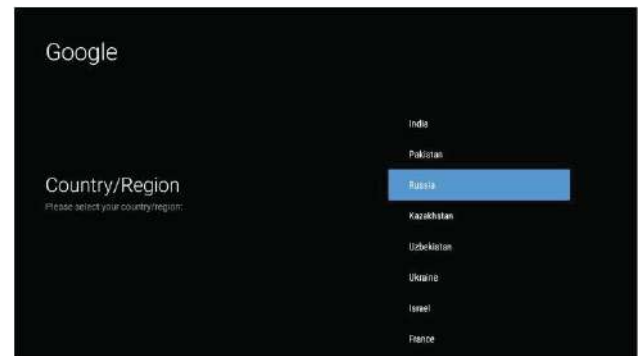 Google
Country/Region
Please select your country/region:
India
Pakistan
Russia
Kazakhstan
Uzbekistan
Ukraine
Israel
France